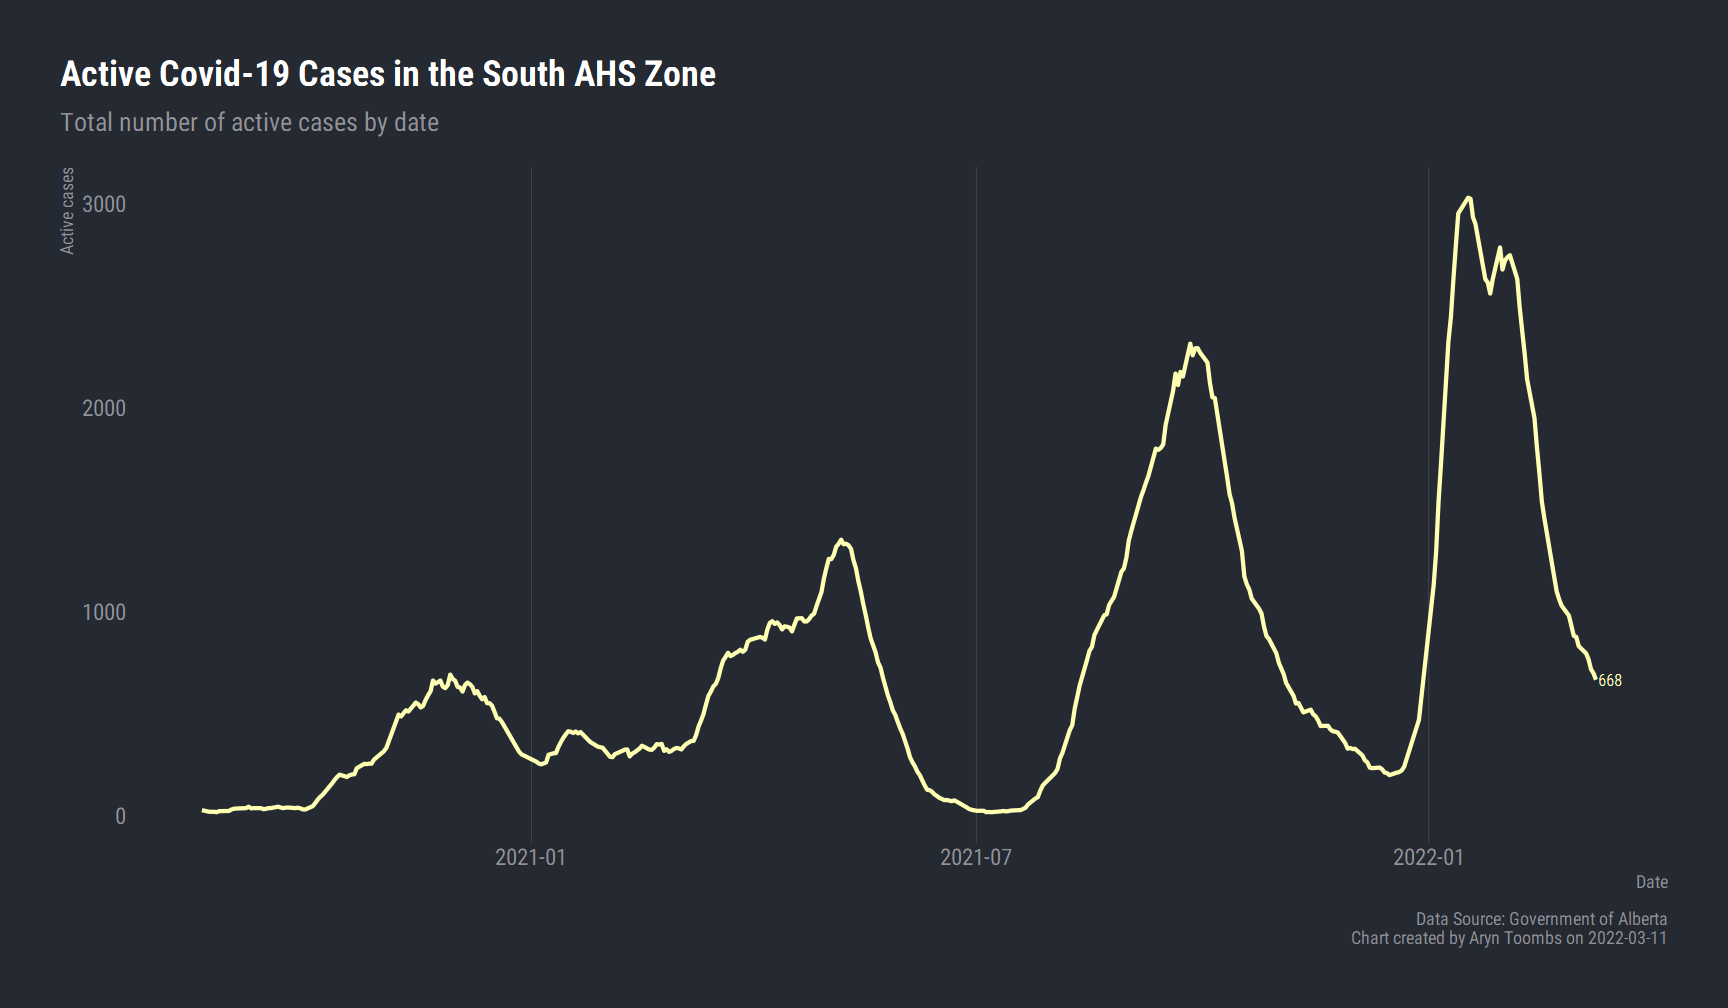 Active Covid-19 Cases in the South AHS Zone
Total number of active cases by date
Active cases
3000
2000
1000
0
668
2021-01
2021-07
2022-01
Date
Data Source: Government of Alberta
Chart created by Aryn Toombs on 2022-03-11